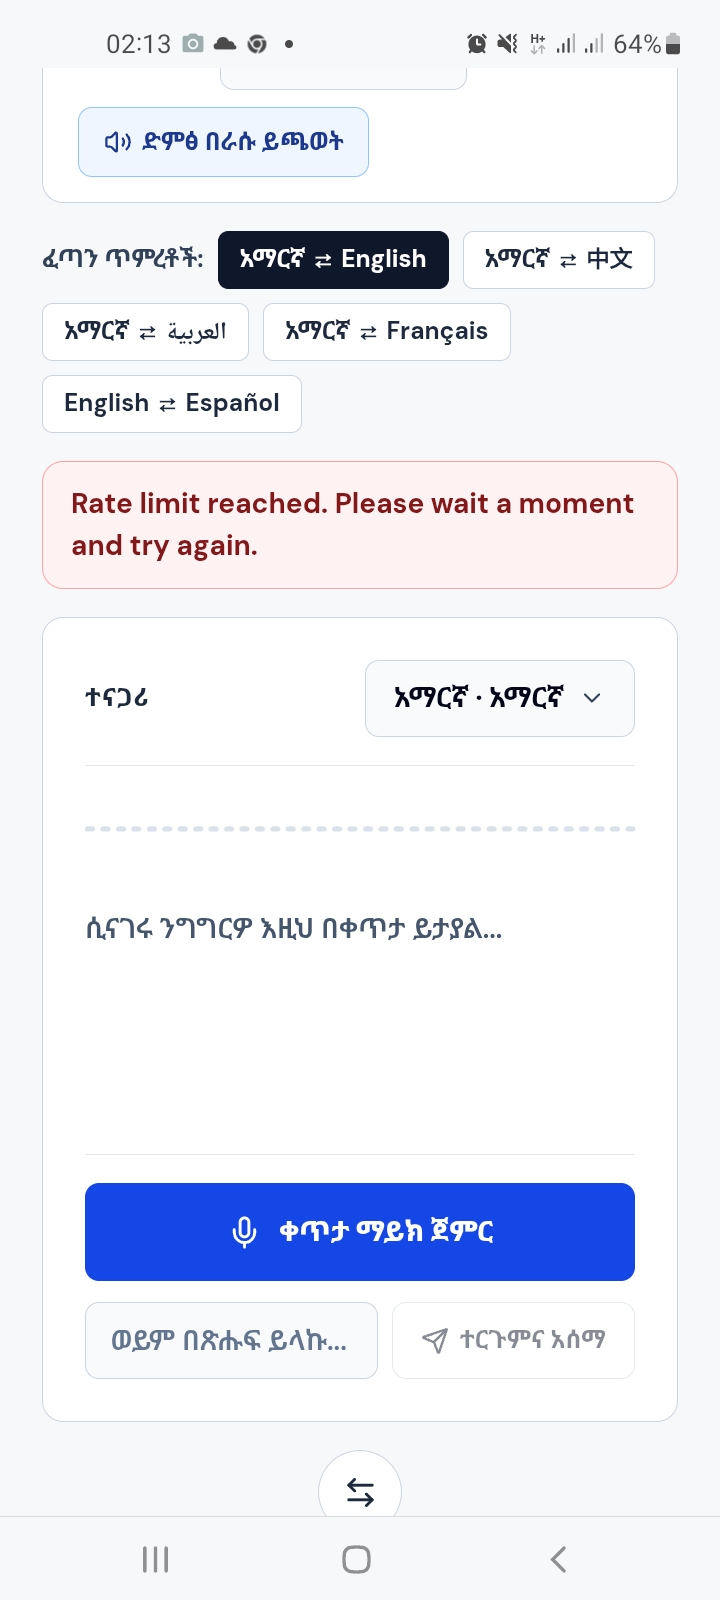 02:13
H+
64%
ድምፅ በራሱ ይጫወት
ፈጣን ጥምረቶች:
አማርኛ ⇄ English
አማርኛ ⇄ 中文
አማርኛ ⇄ العربية
አማርኛ ⇄ Français
English ⇄ Español
Rate limit reached. Please wait a moment
and try again.
ተናጋሪ
አማርኛ · አማርኛ
ሲናገሩ ንግግርዎ እዚህ በቀጥታ ይታያል...
ቀጥታ ማይክ ጀምር
ወይም በጽሑፍ ይላኩ...
ተርጉምና አሰማ